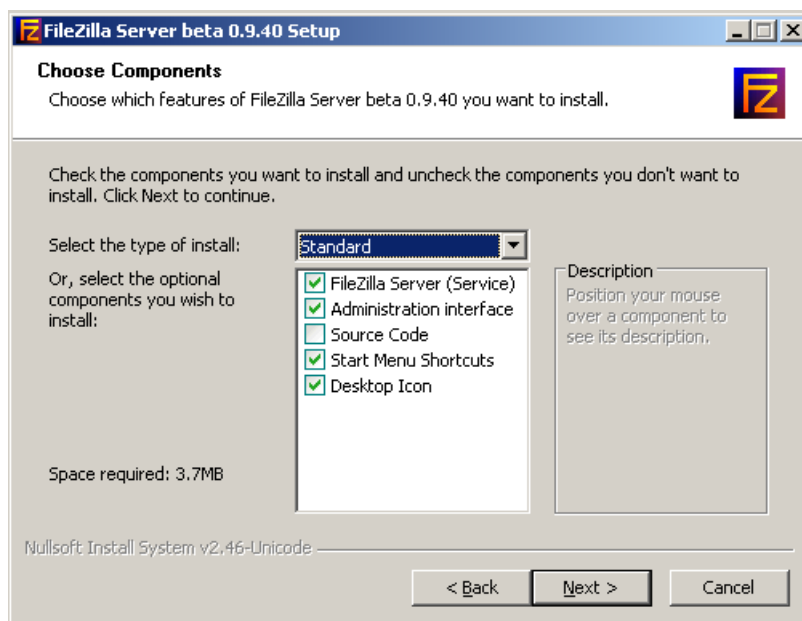 FileZilla Server beta 0.9.40 Setup
Choose Components
Choose which features of FileZilla Server beta 0.9.40 you want to install.
Check the components you want to install and uncheck the components you don't want to
install. Click Next to continue.
Select the type of install:
Standard
Or, select the optional
components you wish to
install:
FileZilla Server (Service)
Administration interface
Source Code
Start Menu Shortcuts
Desktop Icon
Description
Position your mouse
over a component to
see its description.
Space required: 3.7MB
Nullsoft Install System v2.46-Unicode
< Back
Next >
Cancel